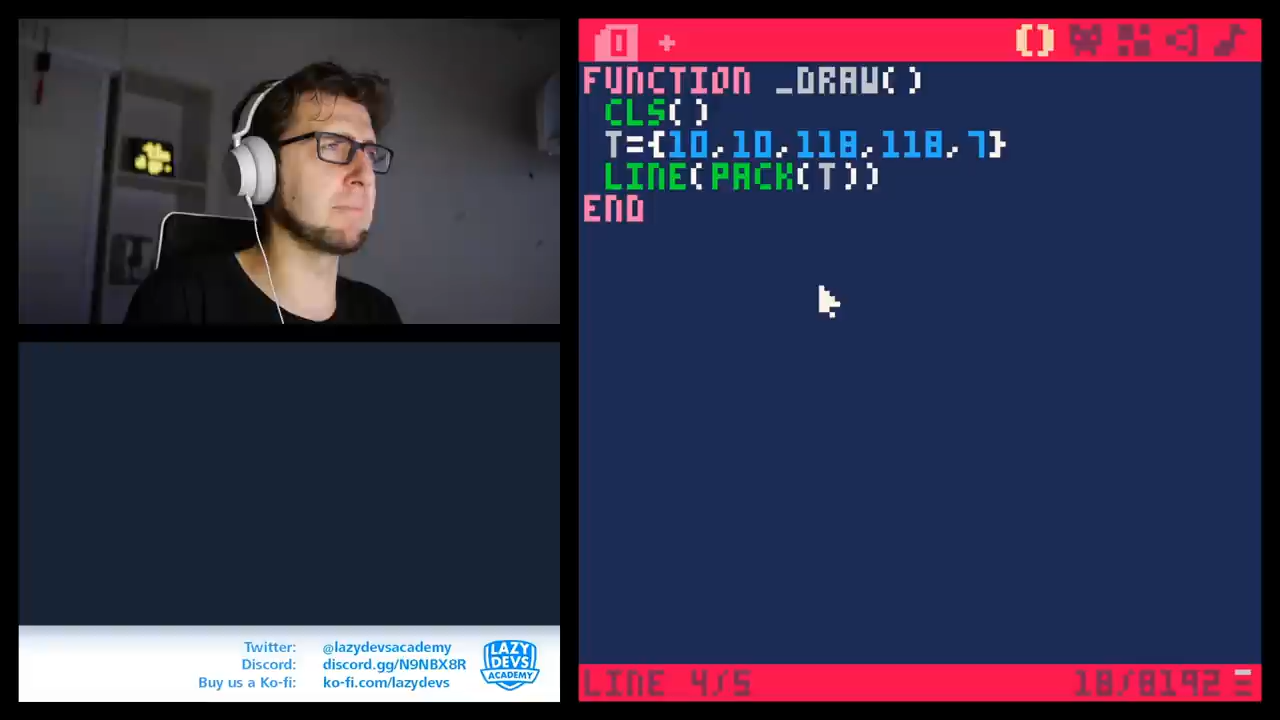 FUNCTION _DRAW()
CLS()
T={10,10,118,118,7}
LINE(PACK(T))
END
LINE 4/5
18/8192
Twitter: @lazydevsacademy
Discord: discord.gg/N9NBX8R
Buy us a Ko-fi: ko-fi.com/lazydevs
LAZY
DEVS
ACADEMY